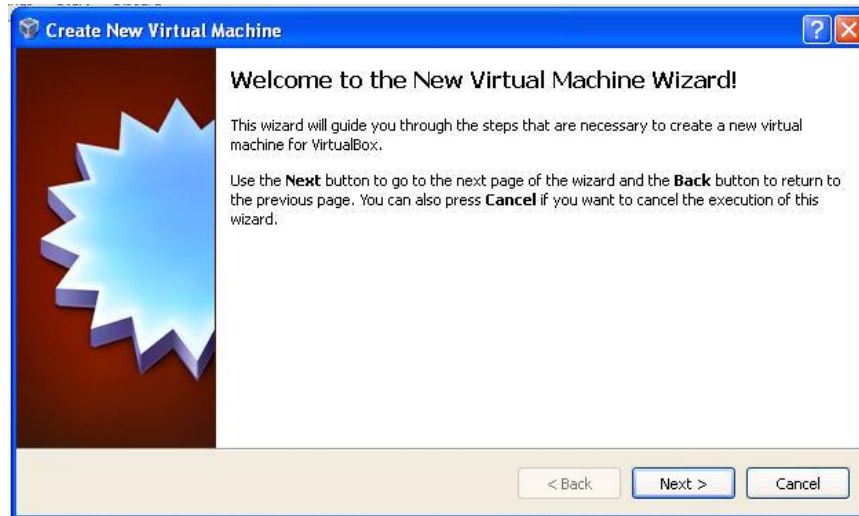 Create New Virtual Machine
?
Welcome to the New Virtual Machine Wizard!
This wizard will guide you through the steps that are necessary to create a new virtual
machine for VirtualBox.
Use the Next button to go to the next page of the wizard and the Back button to return to
the previous page. You can also press Cancel if you want to cancel the execution of this
wizard.
< Back
Next >
Cancel